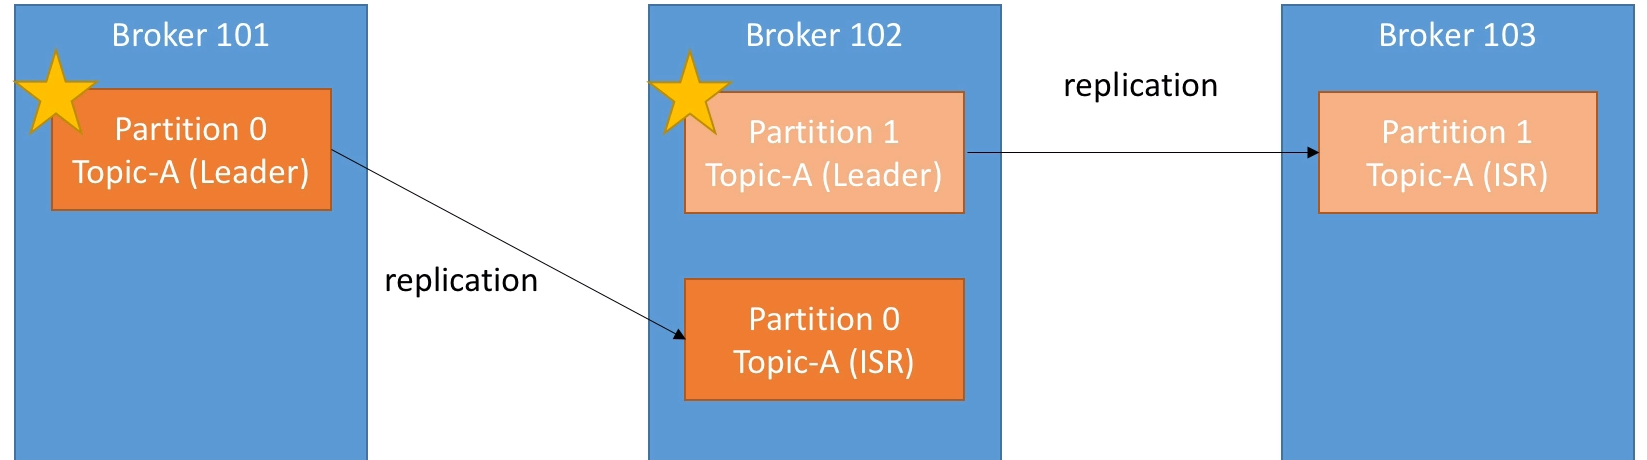 Broker 101
Partition 0
Topic-A (Leader)
replication
Broker 102
Partition 1
Topic-A (Leader)
Partition 0
Topic-A (ISR)
replication
Broker 103
Partition 1
Topic-A (ISR)